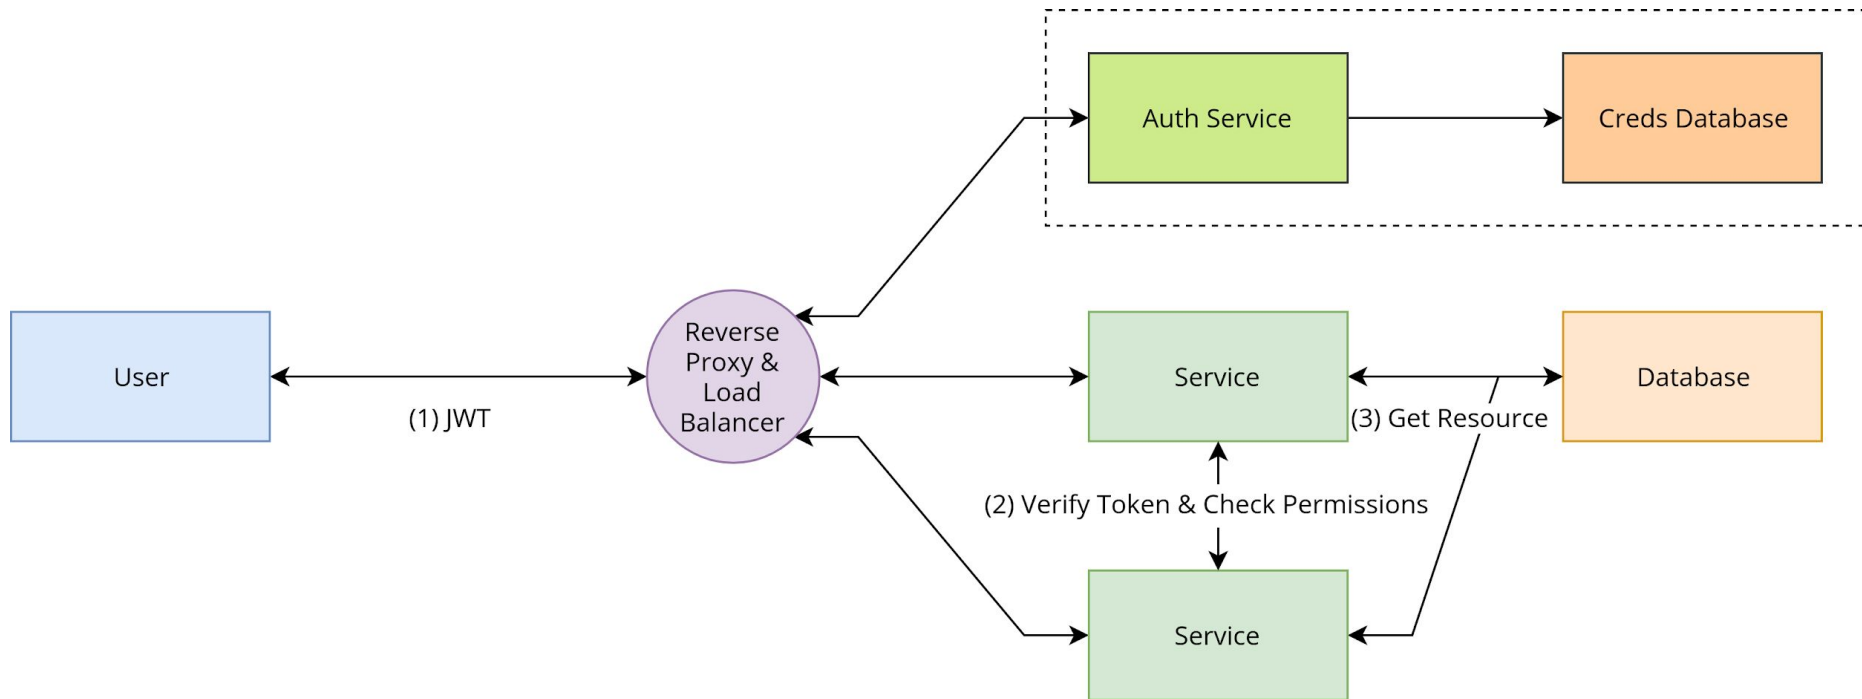 Auth Service
Creds Database
User
(1) JWT
Reverse
Proxy &
Load
Balancer
Service
(3) Get Resource
Database
(2) Verify Token & Check Permissions
Service